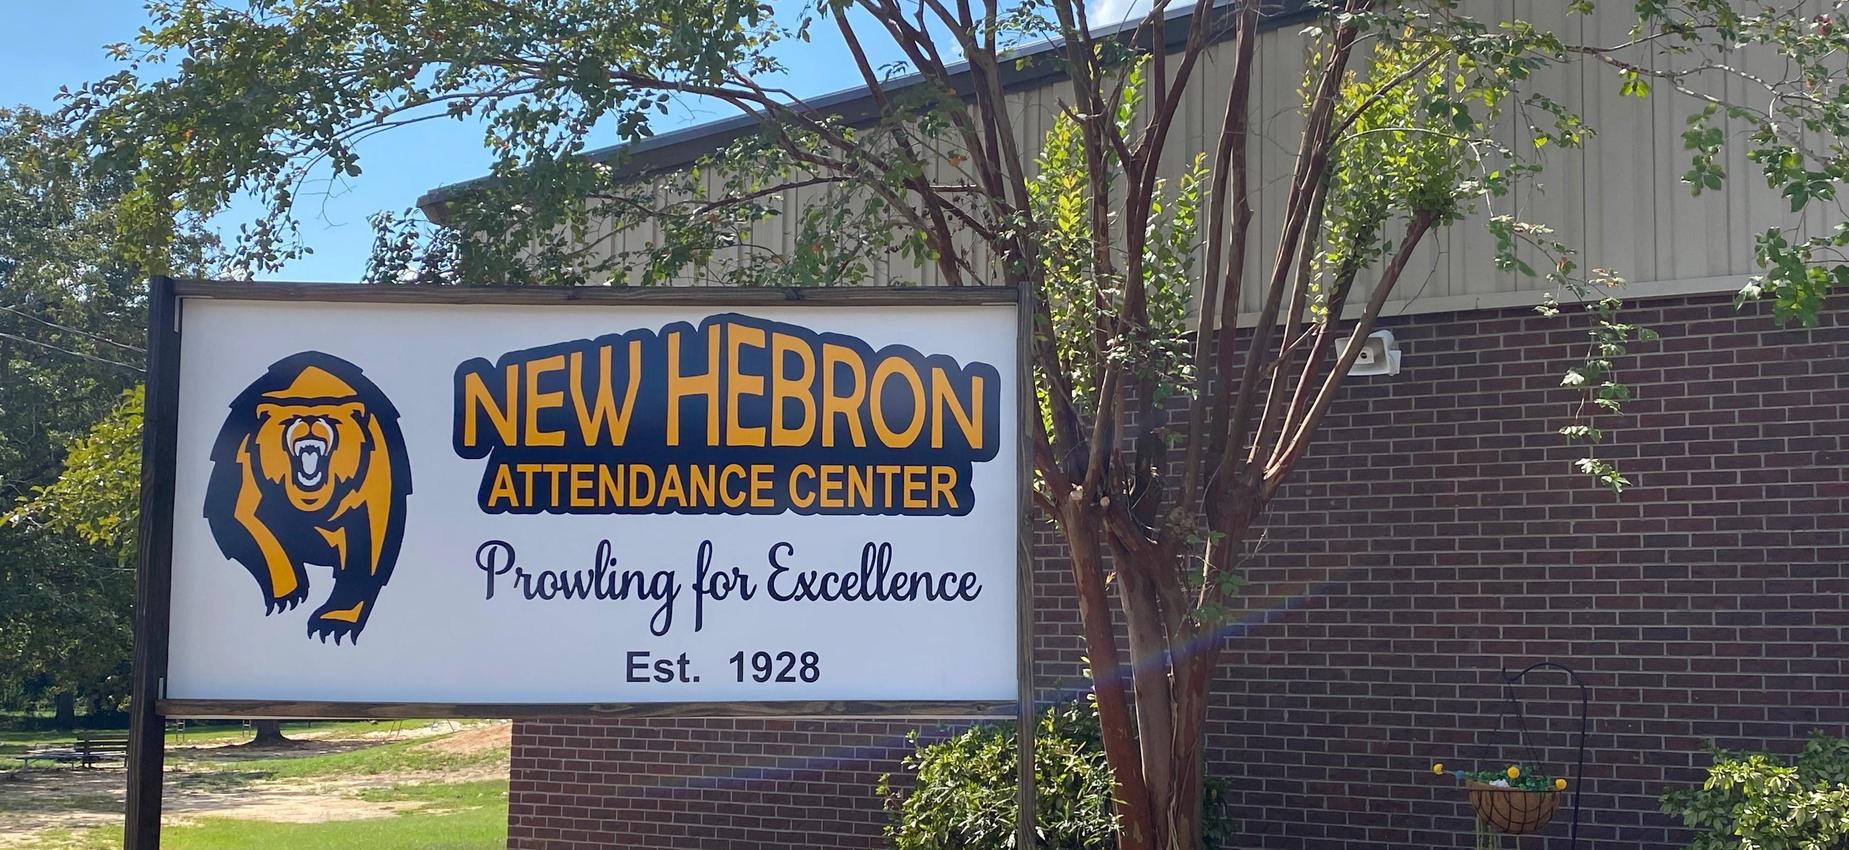 NEW HEBRON
ATTENDANCE CENTER
Prowling for Excellence
Est. 1928